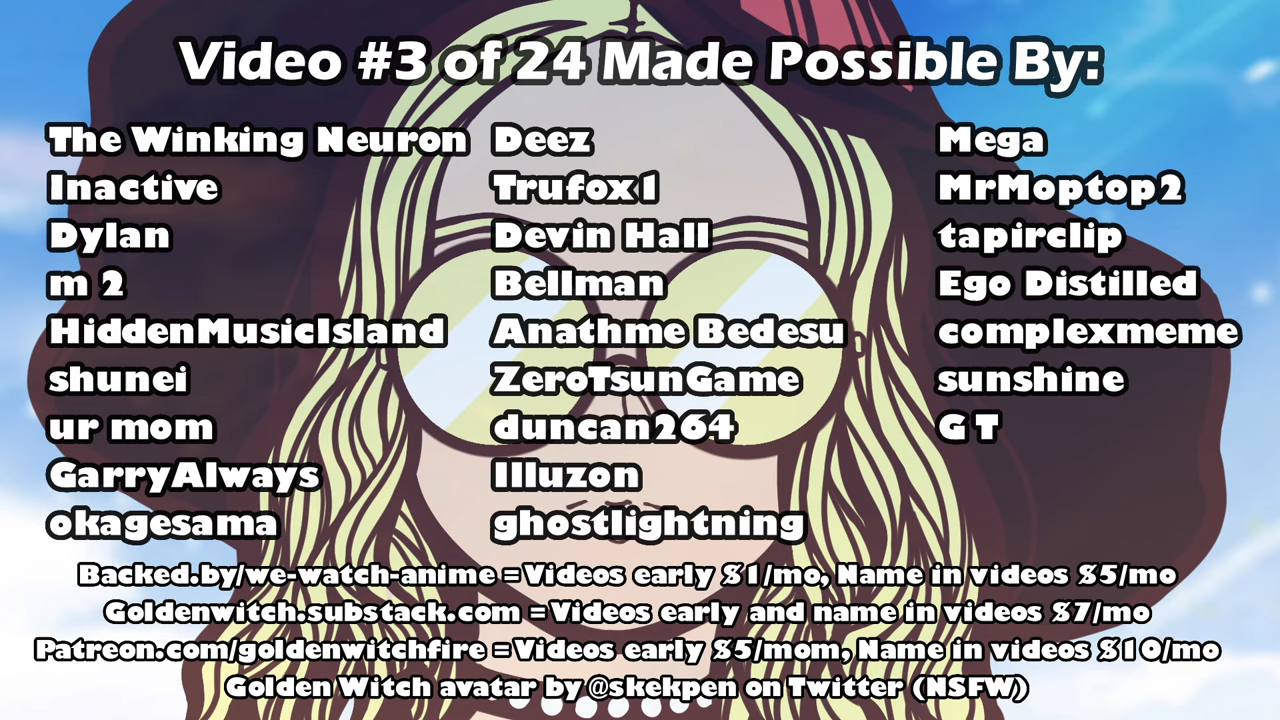 Video #3 of 24 Made Possible By:
The Winking Neuron
Inactive
Dylan
m 2
HiddenMusicIsland
shunei
ur mom
GarryAlways
okagesama
Deez
Trufox1
Devin Hall
Bellman
Anathme Bedesu
ZeroTsunGame
duncan264
Illuzon
ghostlightning
Mega
MrMoptop2
tapirclip
Ego Distilled
complexmeme
sunshine
G T
Backed.by/we-watch-anime = Videos early $1/mo, Name in videos $5/mo
Goldenwitch.substack.com = Videos early and name in videos $7/mo
Patreon.com/goldenwitchfire = Videos early $5/mom, Name in videos $10/mo
Golden Witch avatar by @skekpen on Twitter (NSFW)